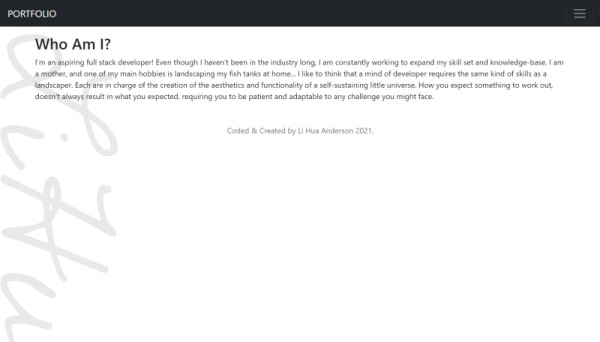 PORTFOLIO
Who Am I?
I'm an aspiring full stack developer! Even though I haven't been in the industry long, I am constantly working to expand my skill set and knowledge-base. I am
a mother, and one of my main hobbies is landscaping my fish tanks at home... I like to think that a mind of developer requires the same kind of skills as a
landscaper. Each are in charge of the creation of the aesthetics and functionality of a self-sustaining little universe. How you expect something to work out,
doesn't always result in what you expected, requiring you to be patient and adaptable to any challenge you might face.
Coded & Created by Li Hua Anderson 2021.
Li Hu